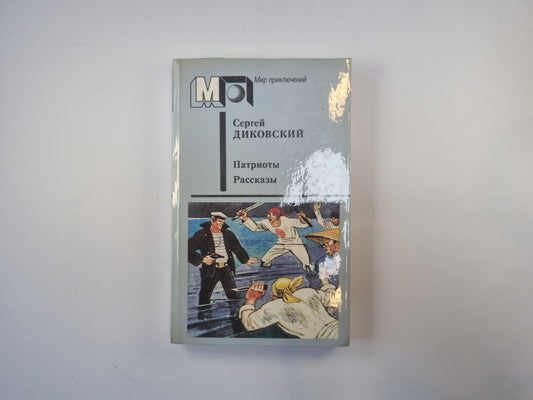 М
Мир приключений
Сергей
ДИКОВСКИЙ
Патриоты
Рассказы